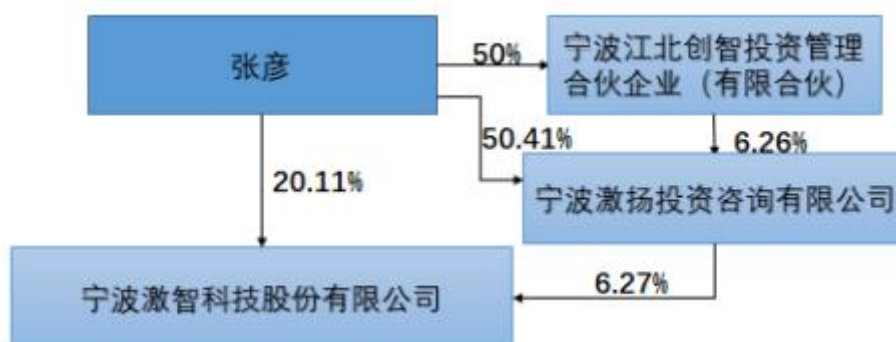 张彦
50%
宁波江北创智投资管理
合伙企业（有限合伙）
50.41%
6.26%
20.11%
宁波激扬投资咨询有限公司
宁波激智科技股份有限公司
6.27%